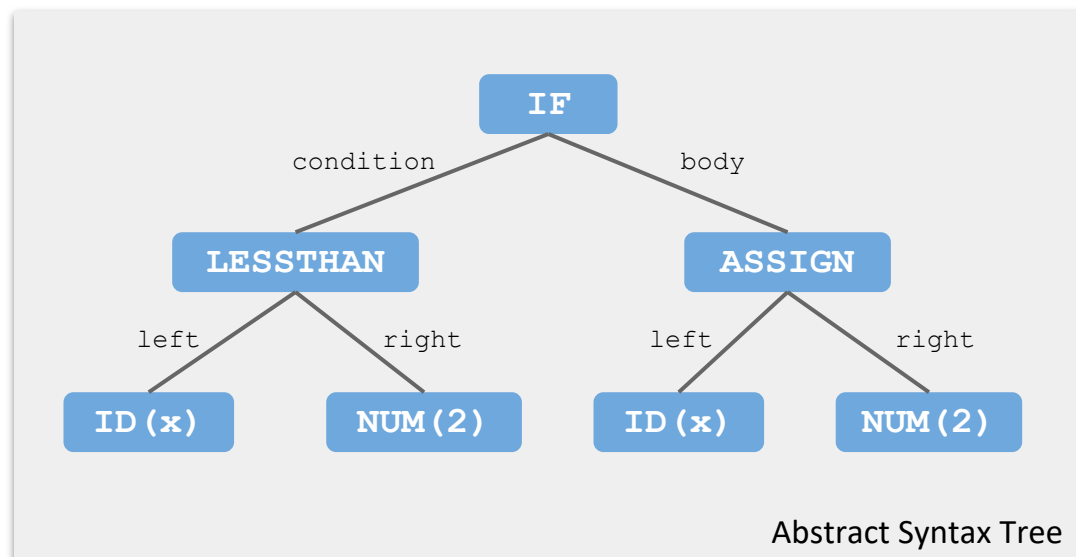 IF
condition
body
LESSTHAN
ASSIGN
left
right
left
right
ID(x)
NUM(2)
ID(x)
NUM(2)
Abstract Syntax Tree